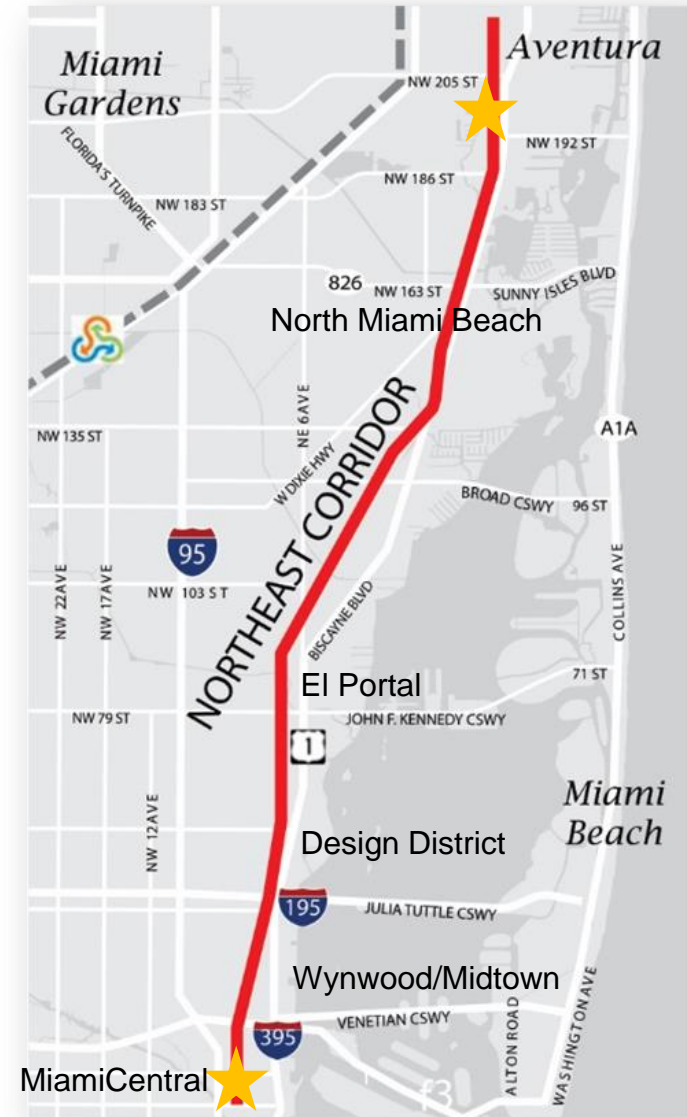 Miami
Gardens
Aventura
NW 205 ST
FLORIDA'S TURNPIKE
NW 192 ST
NW 186 ST
NW 183 ST
826
NW 163 ST
SUNNY ISLES BLVD
North Miami Beach
NE 6 AVE
NW 135 ST
W DIXIE HWY
A1A
NORTHEAST CORRIDOR
BROAD CSWY
96 ST
95
NW 103 ST
NW 22 AVE
NW 17 AVE
BISCAYNE BLVD
COLLINS AVE
El Portal
71 ST
NW 79 ST
JOHN F. KENNEDY CSWY
1
NW 12 AVE
Miami
Beach
Design District
195
JULIA TUTTLE CSWY
Wynwood/Midtown
VENETIAN CSWY
395
ALTON ROAD
WASHINGTON AVE
MiamiCentral
f3